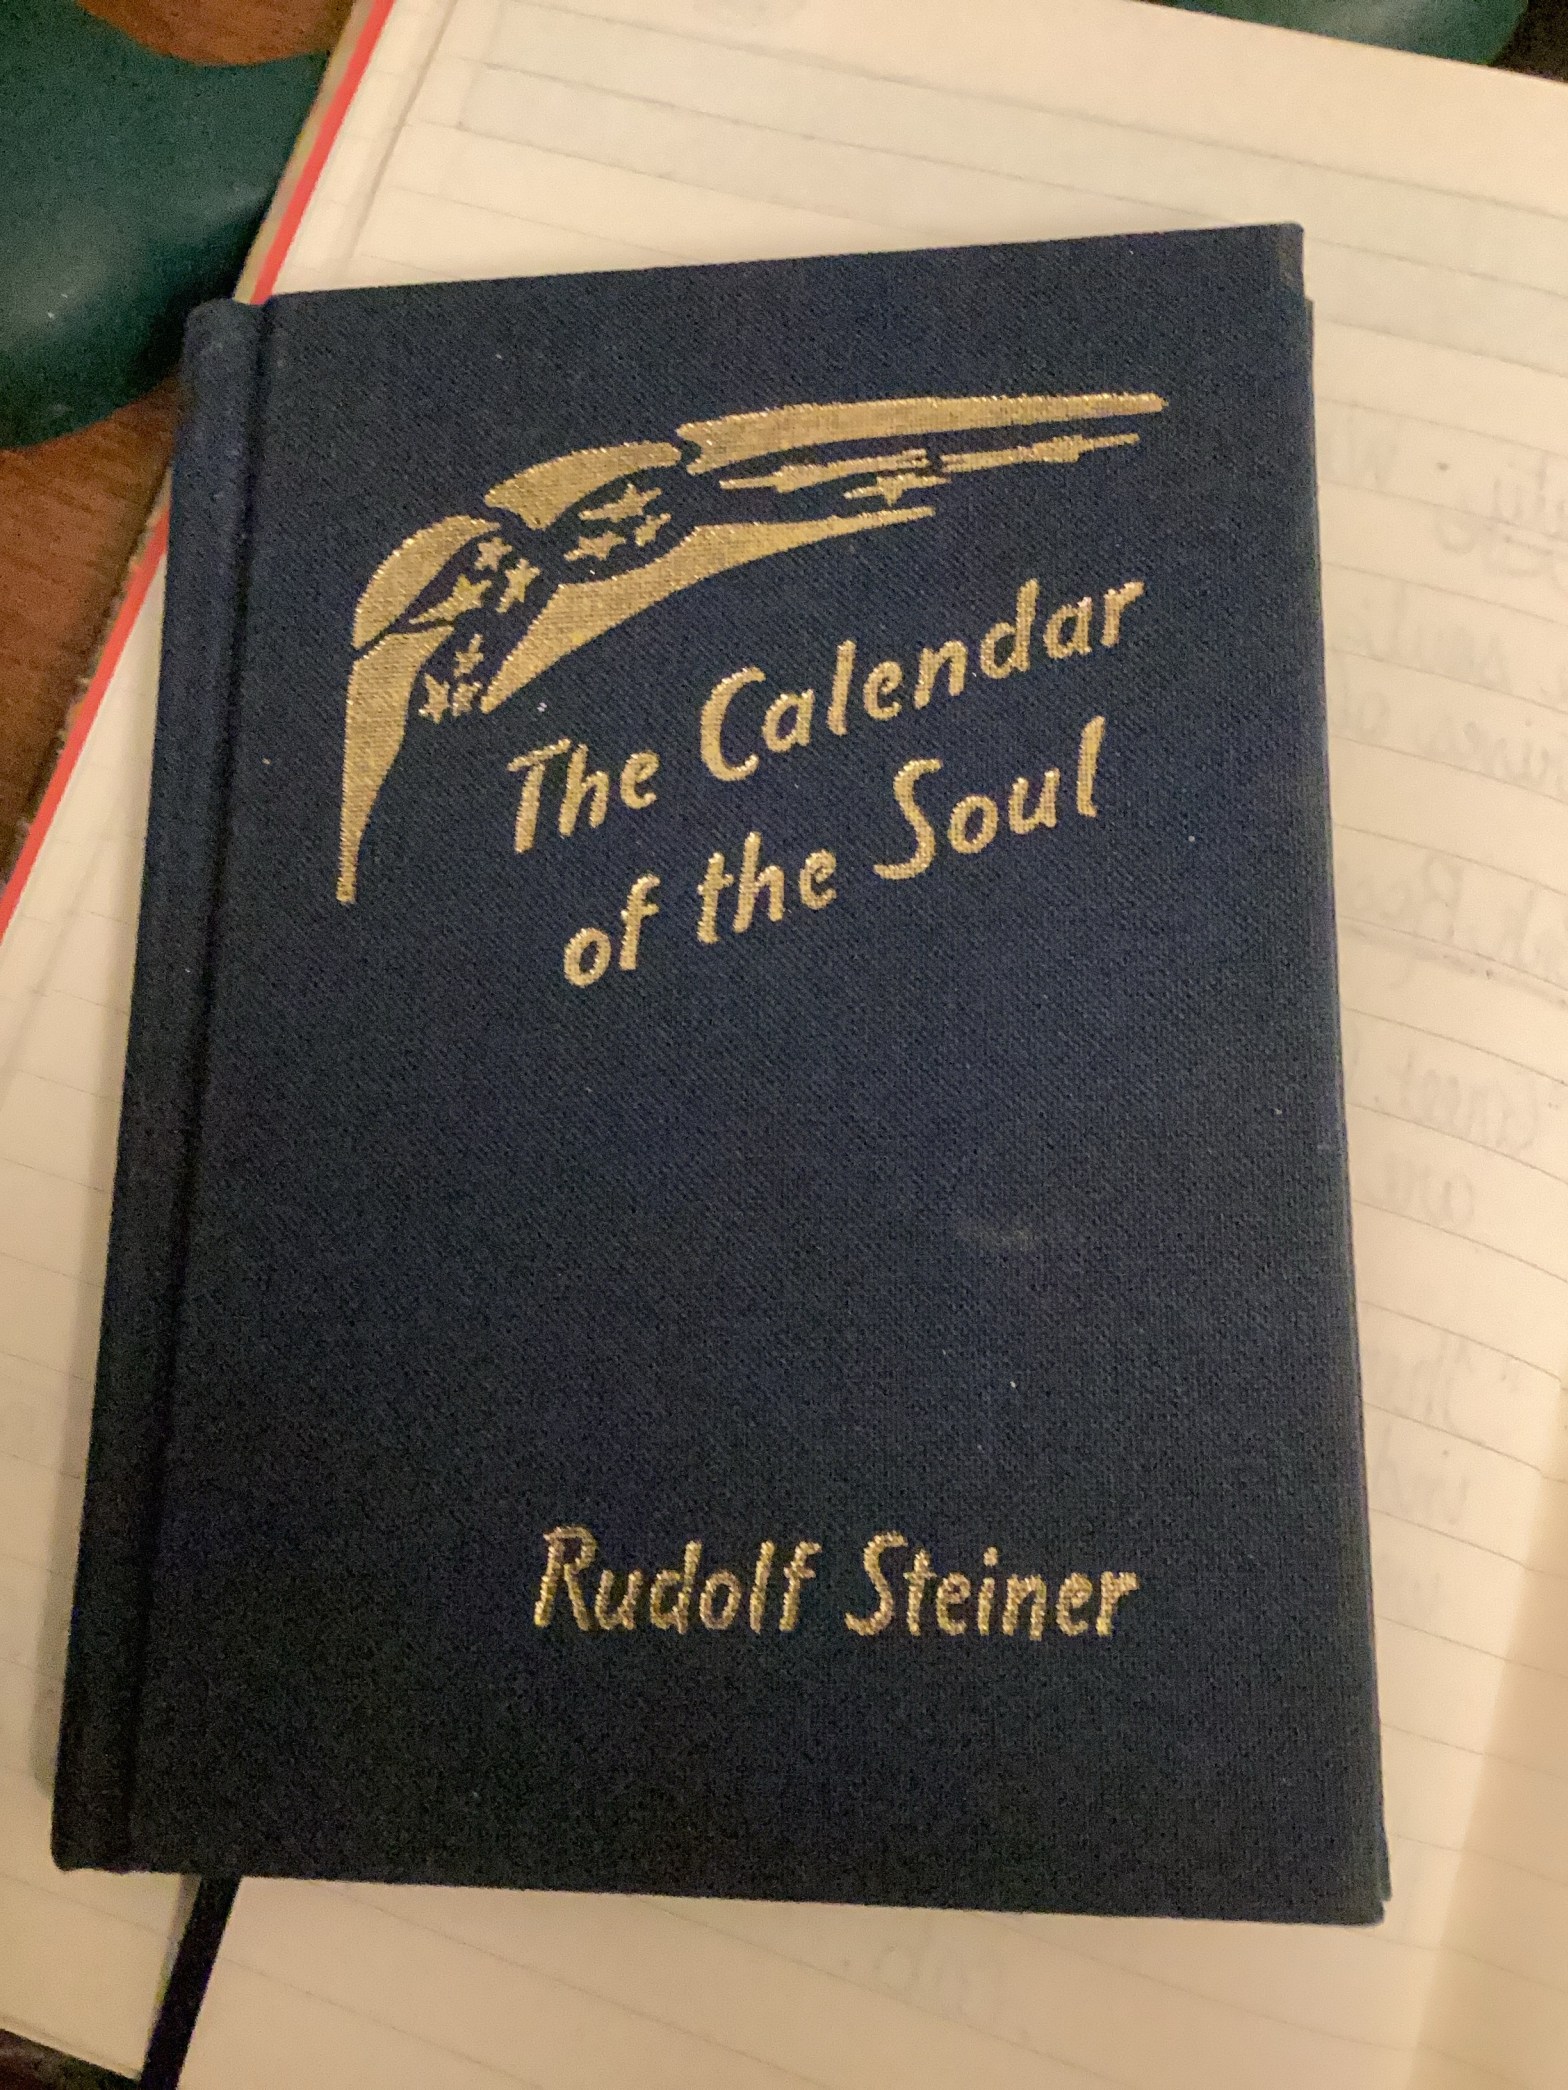 The Calendar
of the Soul
Rudolf Steiner